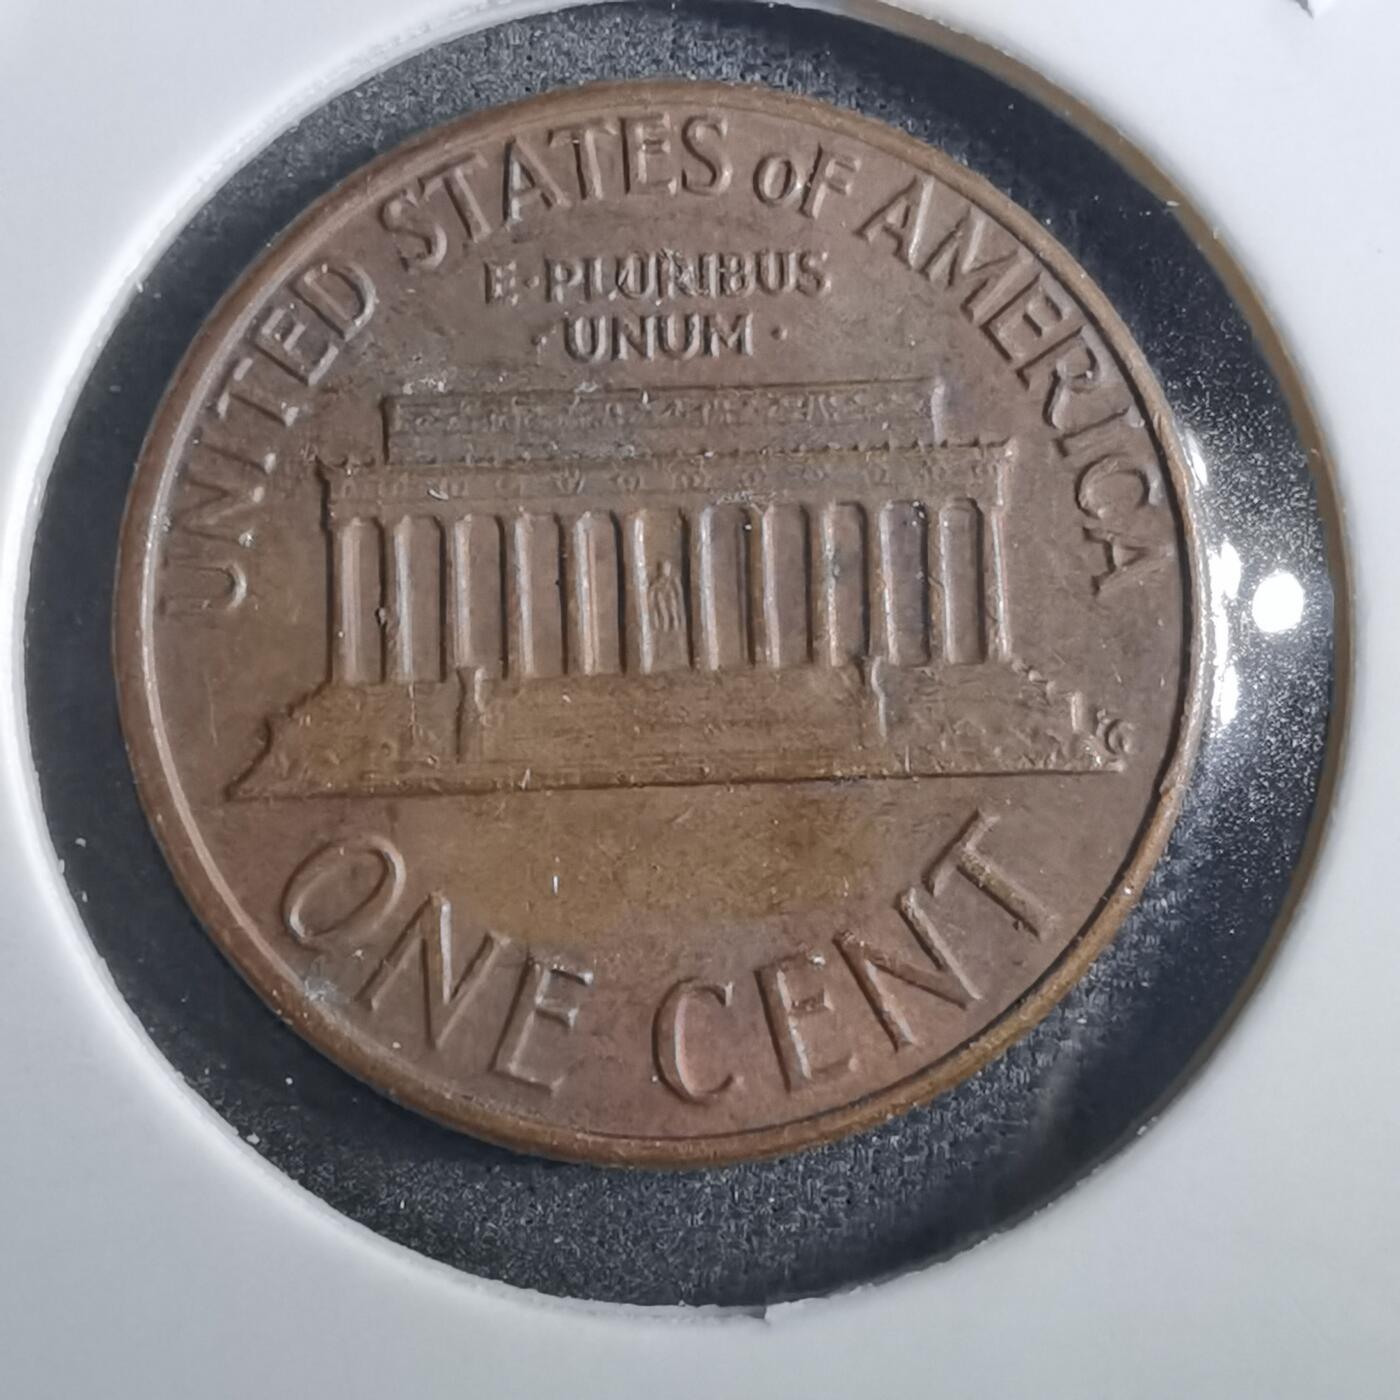 UNITED STATES oF AMERICA
E·PLURIBUS
·UNUM·
ONE CENT